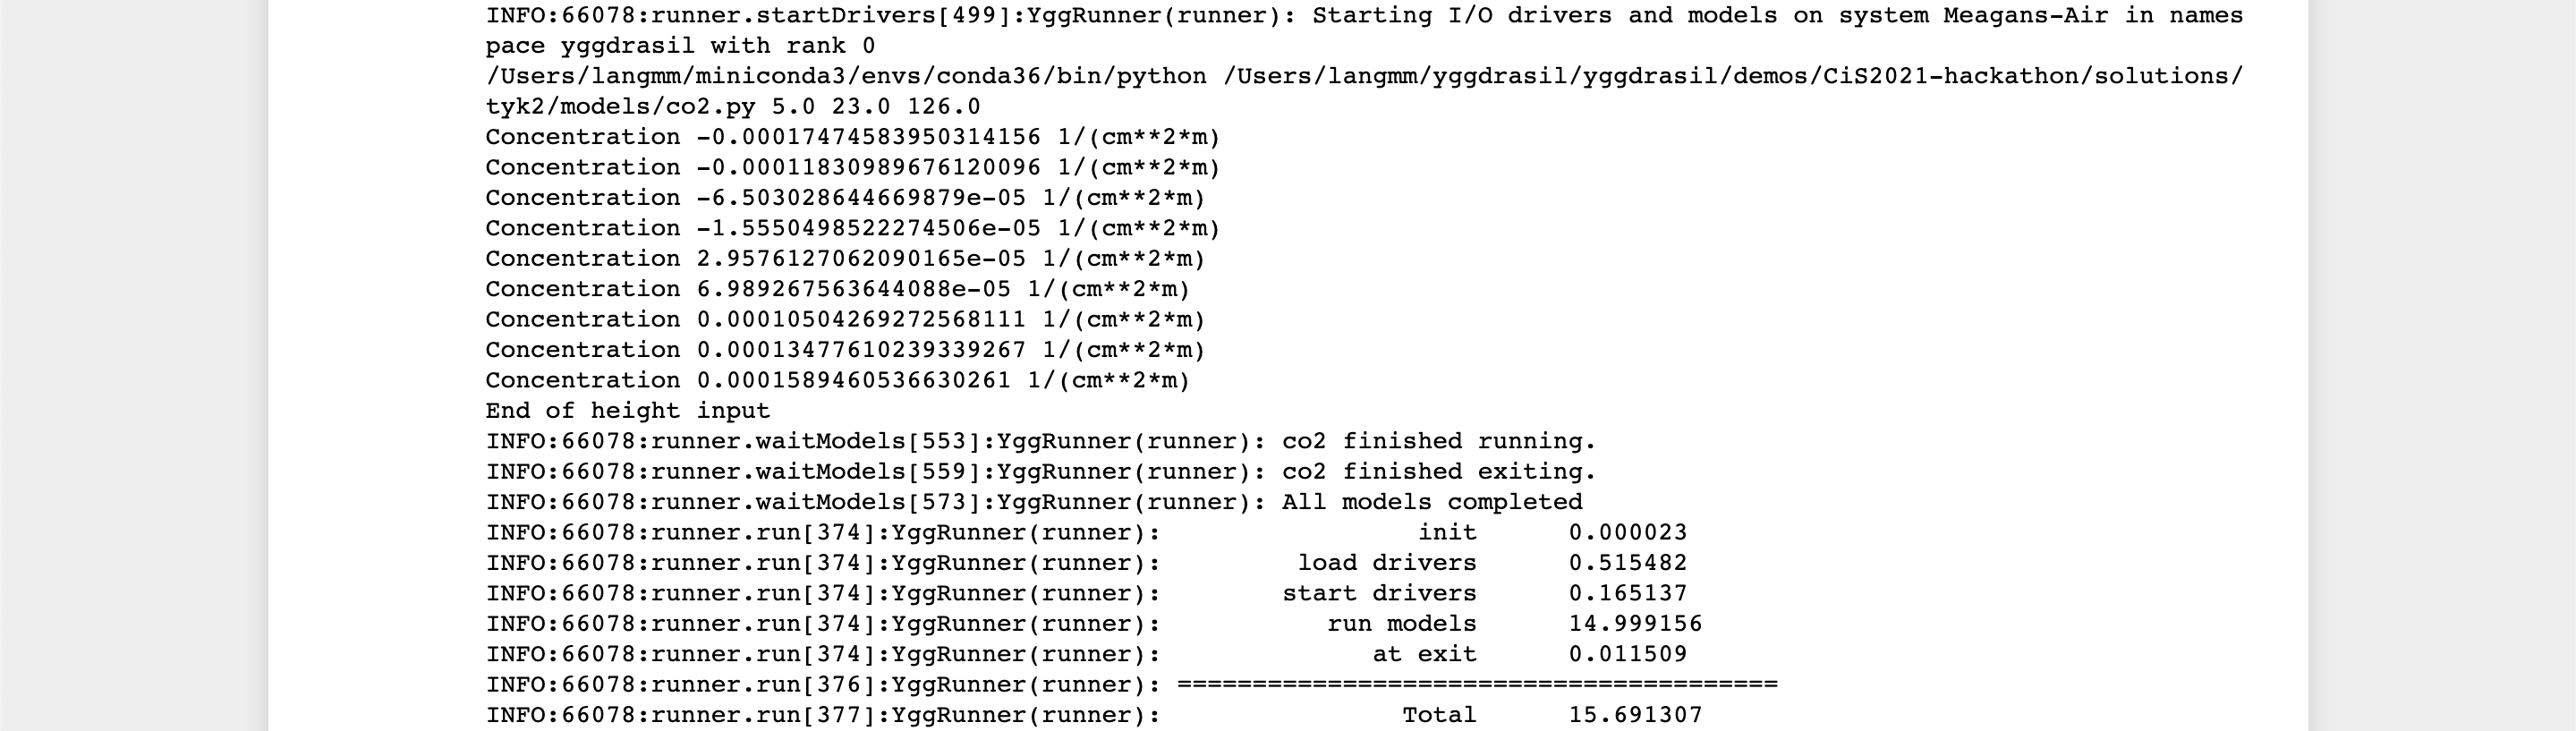 INFO:66078:runner.startDrivers[499]:YggRunner(runner): Starting I/O drivers and models on system Meagans-Air in names
pace yggdrasil with rank 0
/Users/langmm/miniconda3/envs/conda36/bin/python /Users/langmm/yggdrasil/yggdrasil/demos/CiS2021-hackathon/solutions/
tyk2/models/co2.py 5.0 23.0 126.0
Concentration -0.00017474583950314156 1/(cm**2*m)
Concentration -0.00011830989676120096 1/(cm**2*m)
Concentration -6.503028644669879e-05 1/(cm**2*m)
Concentration -1.5550498522274506e-05 1/(cm**2*m)
Concentration 2.9576127062090165e-05 1/(cm**2*m)
Concentration 6.989267563644088e-05 1/(cm**2*m)
Concentration 0.00010504269272568111 1/(cm**2*m)
Concentration 0.00013477610239339267 1/(cm**2*m)
Concentration 0.0001589460536630261 1/(cm**2*m)
End of height input
INFO:66078:runner.waitModels[553]:YggRunner(runner): co2 finished running.
INFO:66078:runner.waitModels[559]:YggRunner(runner): co2 finished exiting.
INFO:66078:runner.waitModels[573]:YggRunner(runner): All models completed
INFO:66078:runner.run[374]:YggRunner(runner): init 0.000023
INFO:66078:runner.run[374]:YggRunner(runner): load drivers 0.515482
INFO:66078:runner.run[374]:YggRunner(runner): start drivers 0.165137
INFO:66078:runner.run[374]:YggRunner(runner): run models 14.999156
INFO:66078:runner.run[374]:YggRunner(runner): at exit 0.011509
INFO:66078:runner.run[376]:YggRunner(runner): ========================================
INFO:66078:runner.run[377]:YggRunner(runner): Total 15.691307